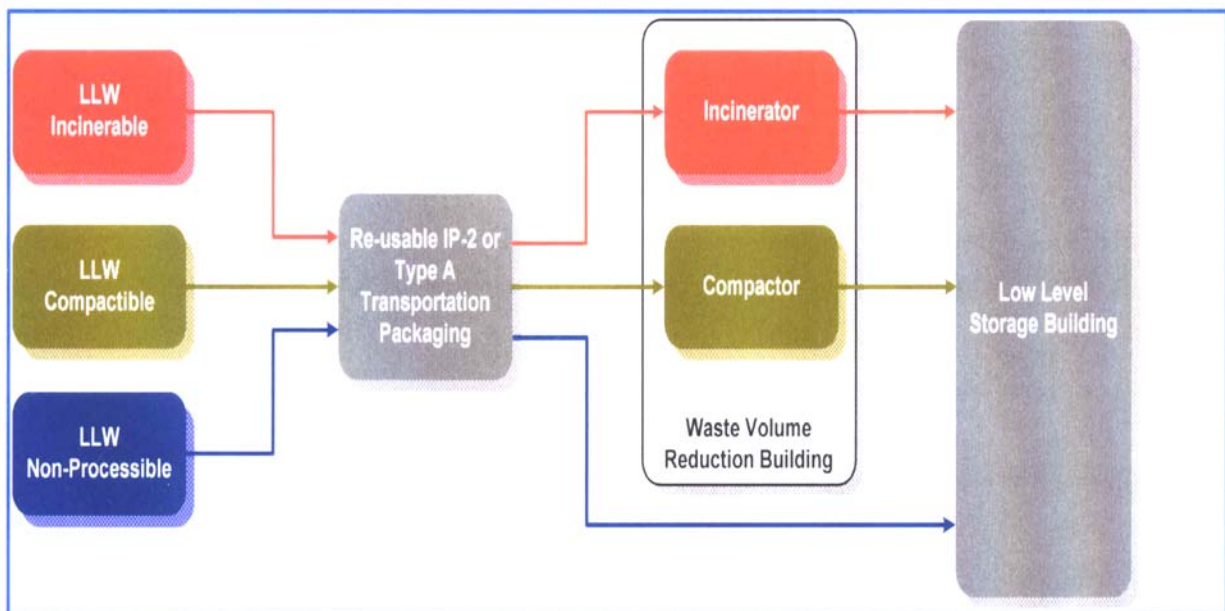 LLW
Incinerable
LLW
Compactible
LLW
Non-Processible
Re-usable IP-2 or
Type A
Transportation
Packaging
Incinerator
Compactor
Waste Volume
Reduction Building
Low Level
Storage Building